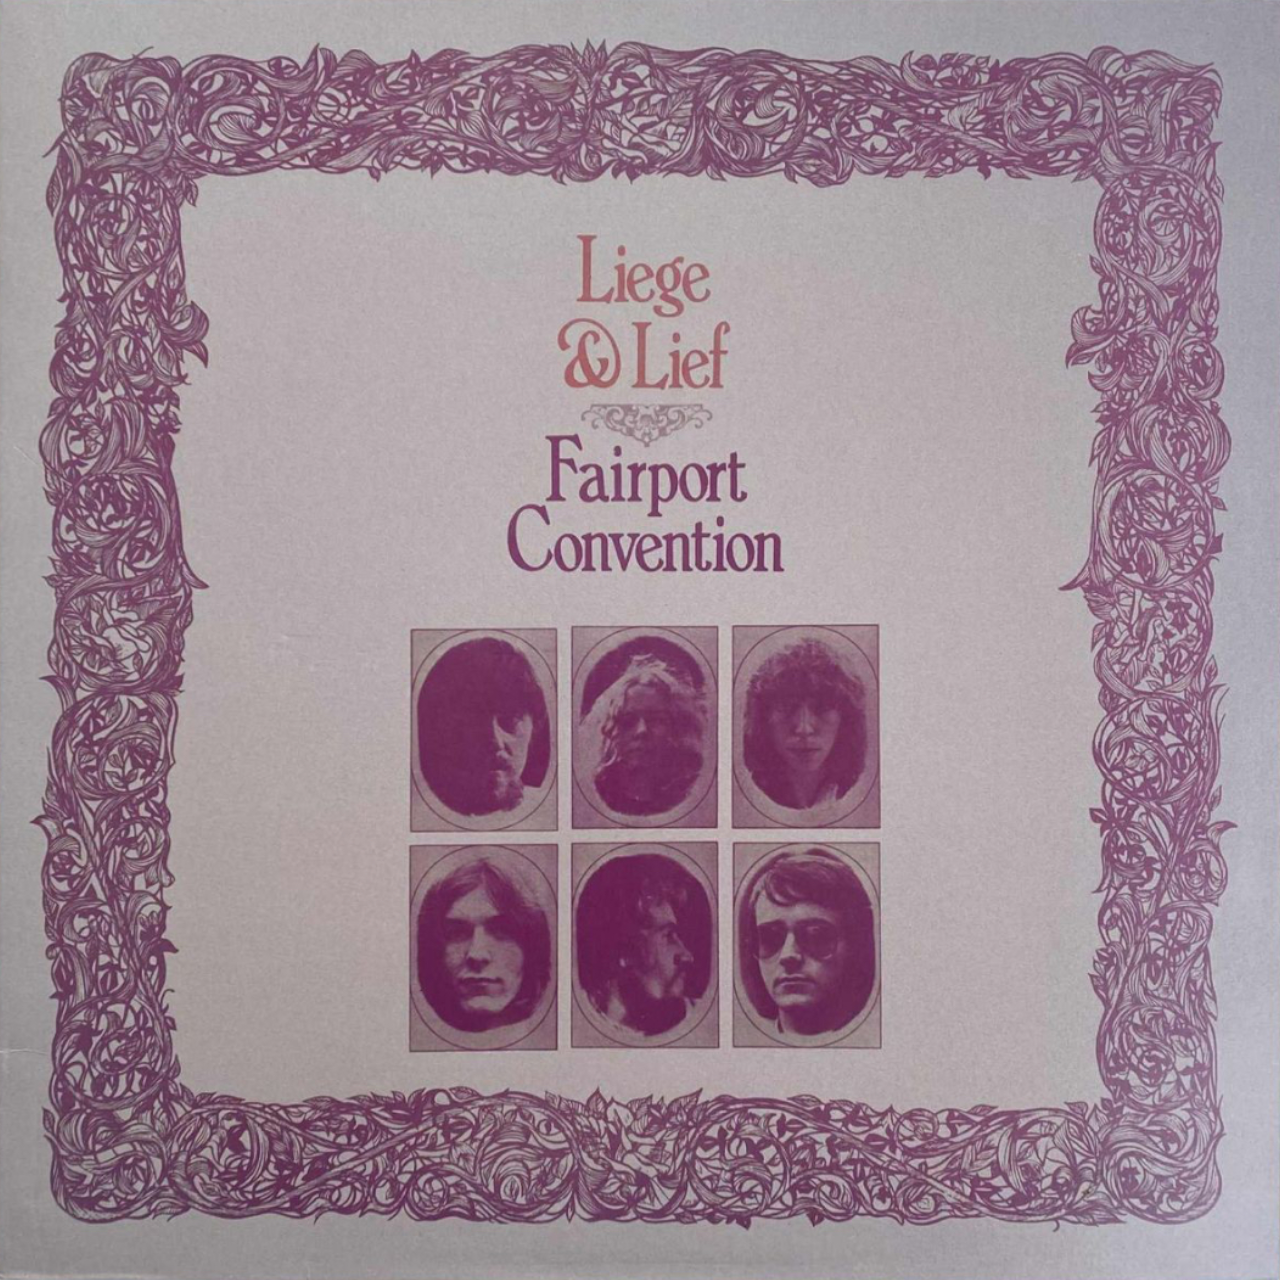 Liege
& Lief
Fairport
Convention